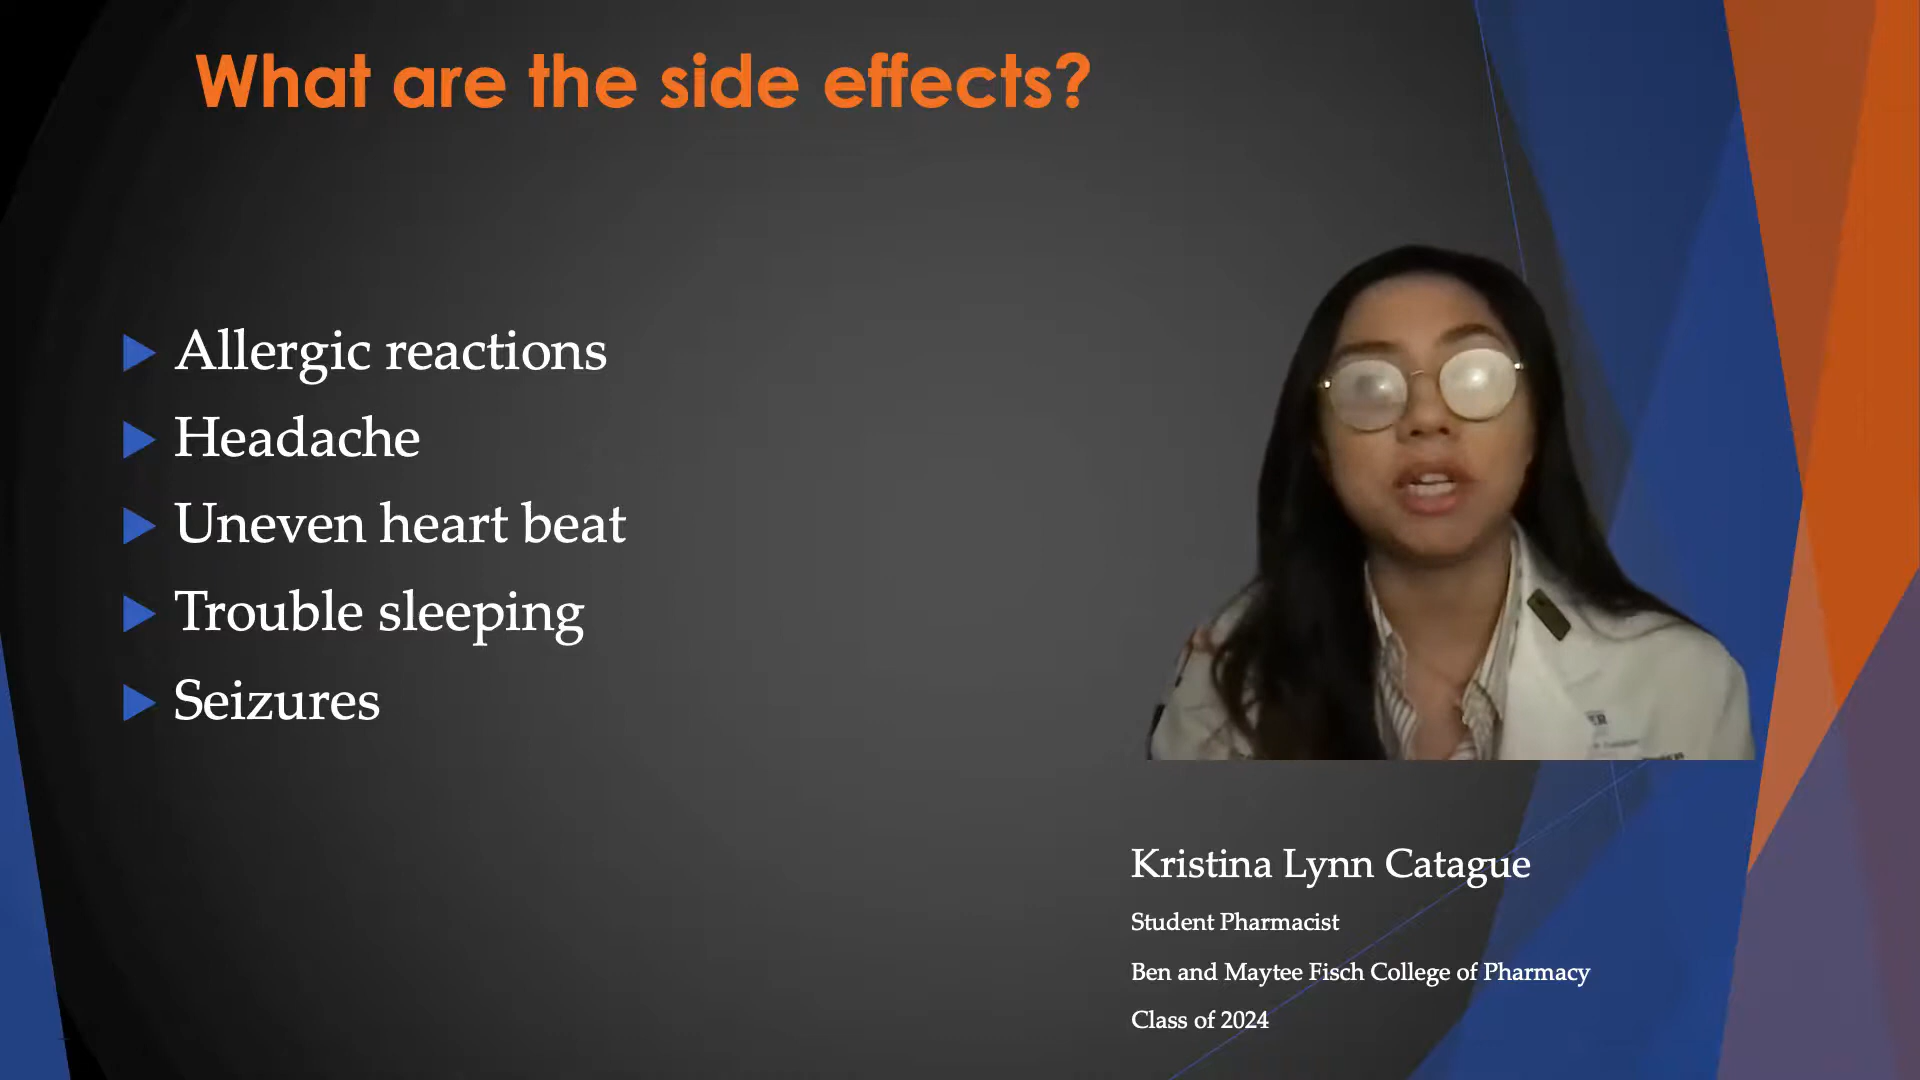 What are the side effects?
Allergic reactions
Headache
Uneven heart beat
Trouble sleeping
Seizures
Kristina Lynn Catague
Student Pharmacist
Ben and Maytee Fisch College of Pharmacy
Class of 2024